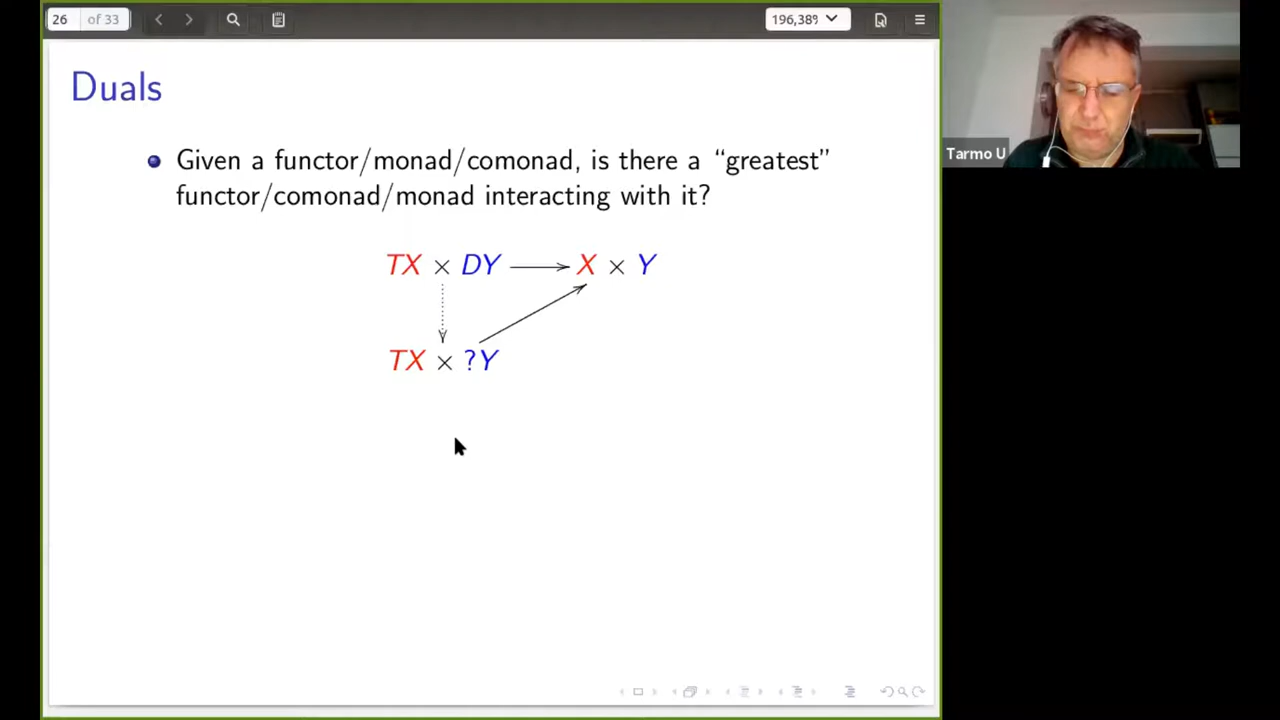 26 of 33
196,38%
Duals
Given a functor/monad/comonad, is there a “greatest”
functor/comonad/monad interacting with it?
TX × DY X × Y
TX × ?Y
Tarmo U